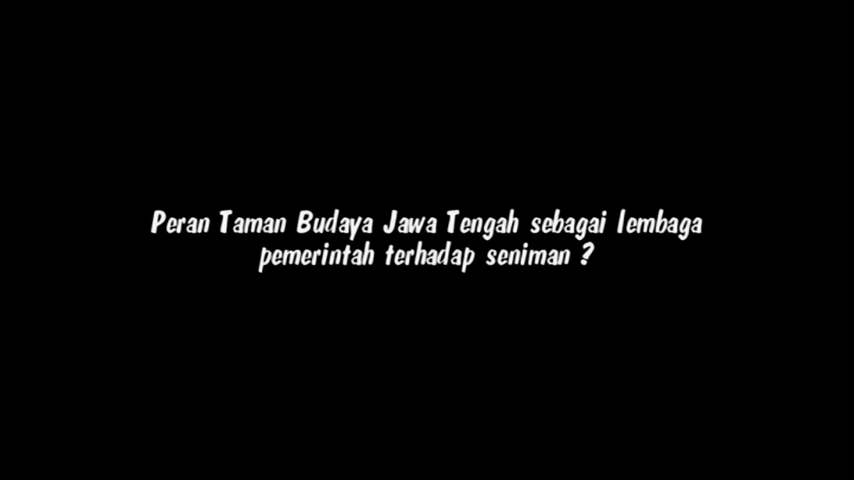 Peran Taman Budaya Jawa Tengah sebagai lembaga
pemerintah terhadap seniman ?